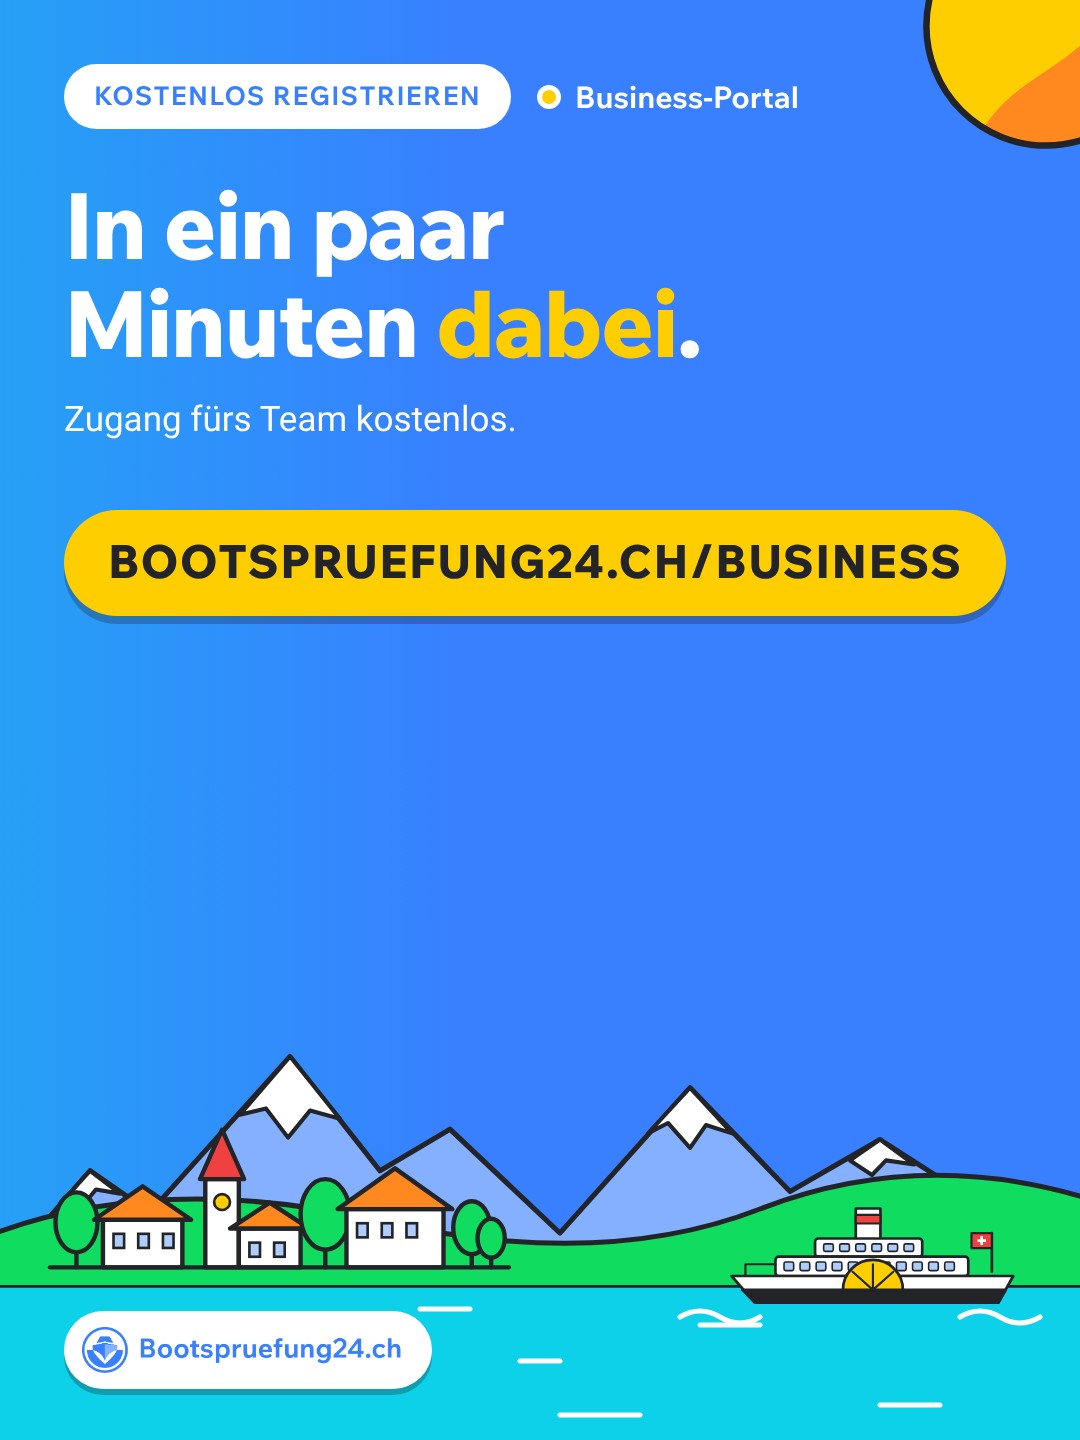 KOSTENLOS REGISTRIEREN
Business-Portal
In ein paar
Minuten dabei.
Zugang fürs Team kostenlos.
BOOTSPRUEFUNG24.CH/BUSINESS
Bootspruefung24.ch